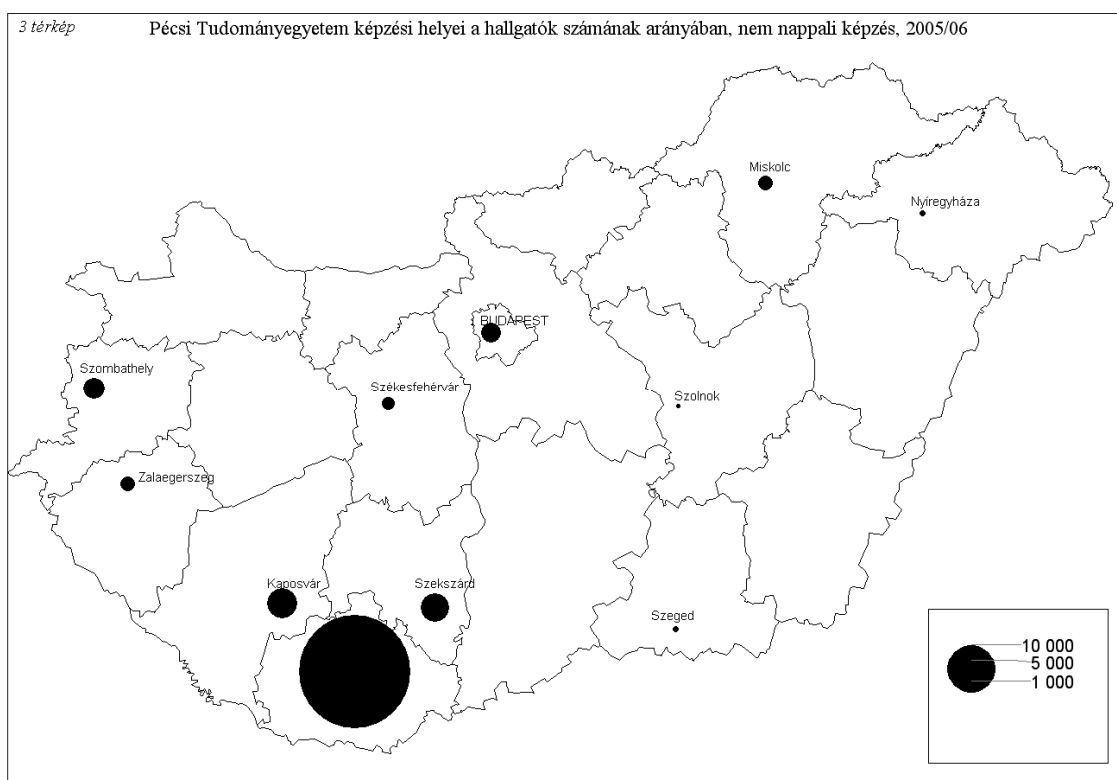 3 térkép
Pécsi Tudományegyetem képzési helyei a hallgatók számának arányában, nem nappali képzés, 2005/06
Miskolc
Nyíregyháza
BUDAPEST
Szombathely
Székesfehérvár
Szolnok
Zalaegerszeg
Kaposvár
Szekszárd
Szeged
10 000
5 000
1 000